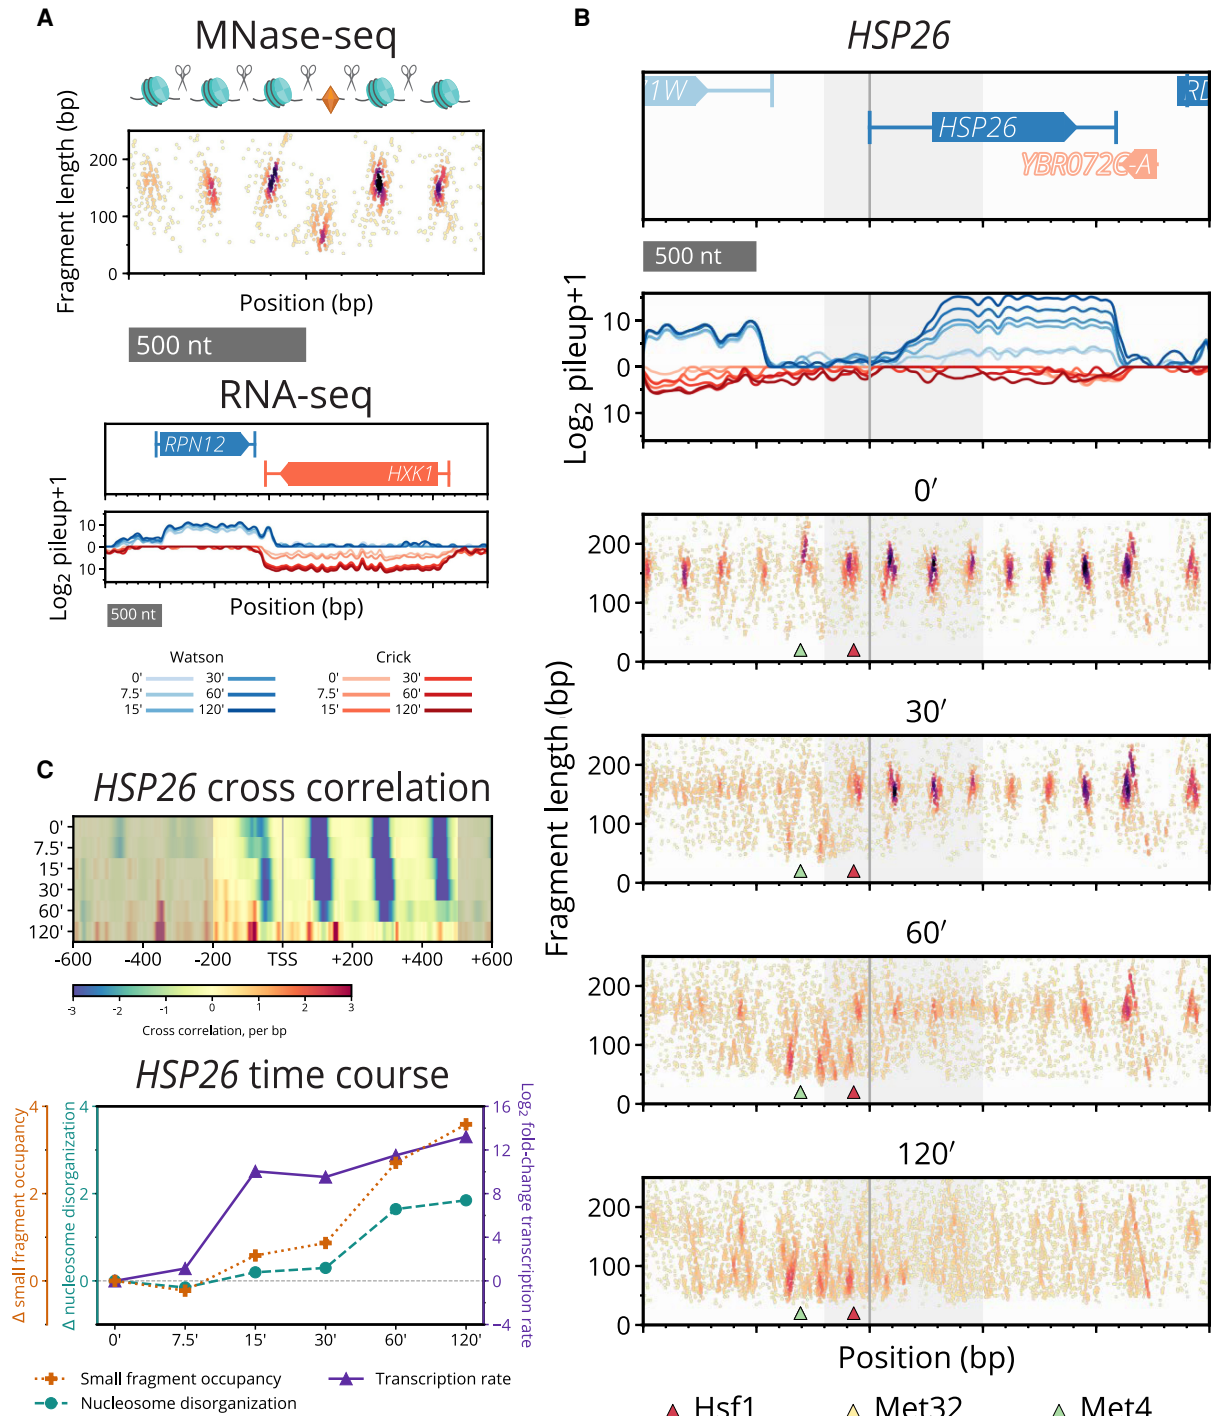 A
MNase-seq
Fragment length (bp)
200
100
0
Position (bp)
500 nt
RNA-seq
RPN12
HXK1
Log2 pileup+1
10
0
10
Position (bp)
500 nt
Watson
Crick
0'
30'
0'
30'
7.5'
60'
7.5'
60'
15'
120'
15'
120'
B
HSP26
1W
RD
HSP26
YBR072C-A
500 nt
Log2 pileup+1
10
0
10
0′
200
100
0
30′
200
100
0
Fragment length (bp)
60′
200
100
0
120′
200
100
0
Position (bp)
Hsf1
Met32
Met4
C
HSP26 cross correlation
0'
7.5'
15'
30'
60'
120'
-600
-400
-200
TSS
+200
+400
+600
-3
-2
-1
0
1
2
3
Cross correlation, per bp
HSP26 time course
Δ small fragment occupancy
4
2
0
Δ nucleosome disorganization
4
2
0
Log2 fold-change transcription rate
16
12
8
4
0
−4
0'
7.5'
15'
30'
60'
120'
Small fragment occupancy
Transcription rate
Nucleosome disorganization